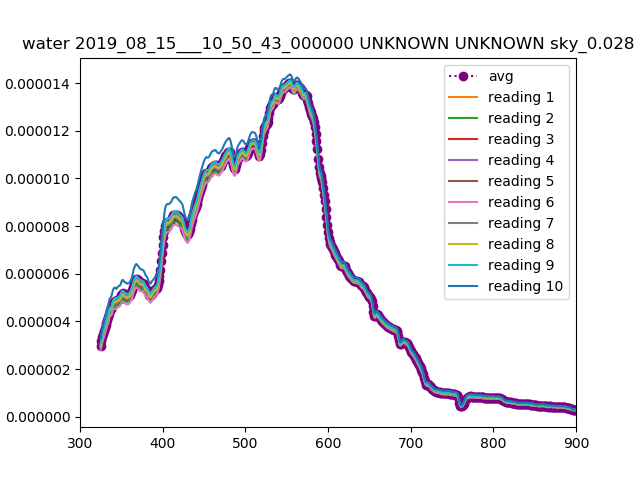 water 2019_08_15___10_50_43_000000 UNKNOWN UNKNOWN sky_0.028
0.000014
0.000012
0.000010
0.000008
0.000006
0.000004
0.000002
0.000000
300 400 500 600 700 800 900
avg
reading 1
reading 2
reading 3
reading 4
reading 5
reading 6
reading 7
reading 8
reading 9
reading 10